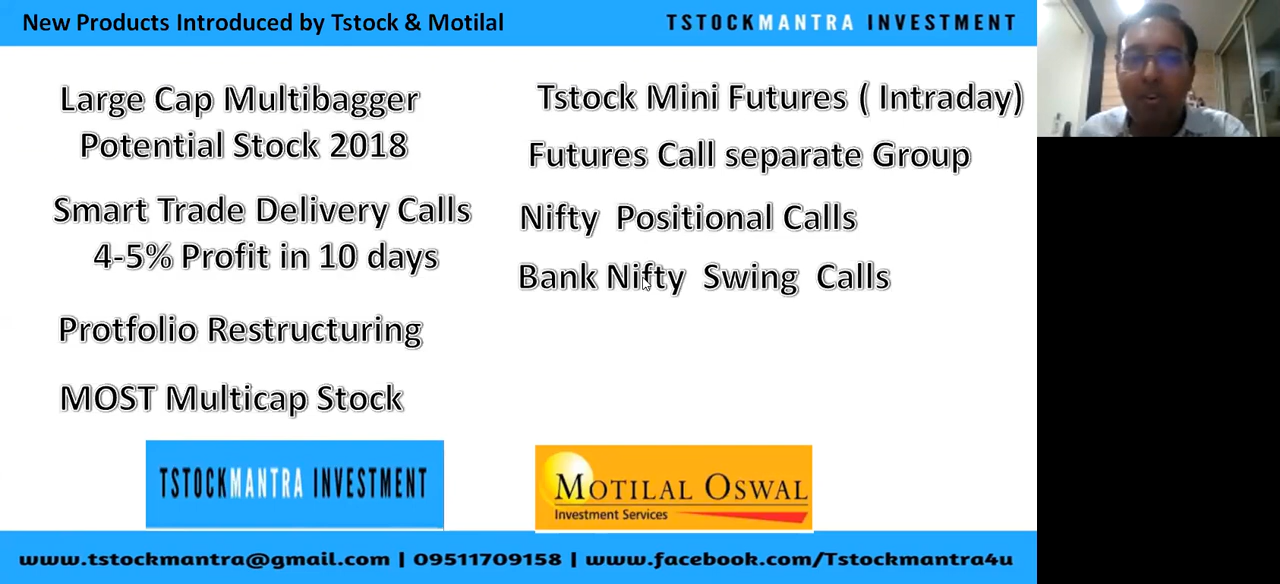 New Products Introduced by Tstock & Motilal
TSTOCKMANTRA INVESTMENT
Large Cap Multibagger
Potential Stock 2018
Smart Trade Delivery Calls
4-5% Profit in 10 days
Protfolio Restructuring
MOST Multicap Stock
Tstock Mini Futures ( Intraday)
Futures Call separate Group
Nifty Positional Calls
Bank Nifty Swing Calls
TSTOCKMANTRA INVESTMENT
MOTILAL OSWAL
Investment Services
www.tstockmantra@gmail.com | 09511709158 | www.facebook.com/Tstockmantra4u